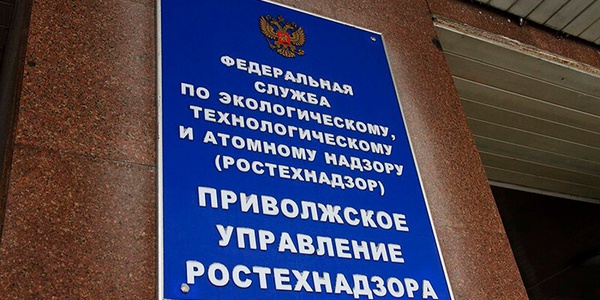 ФЕДЕРАЛЬНАЯ
СЛУЖБА
ПО ЭКОЛОГИЧЕСКОМУ,
ТЕХНОЛОГИЧЕСКОМУ
И АТОМНОМУ НАДЗОРУ
(РОСТЕХНАДЗОР)
ПРИВОЛЖСКОЕ
УПРАВЛЕНИЕ
РОСТЕХНАДЗОРА